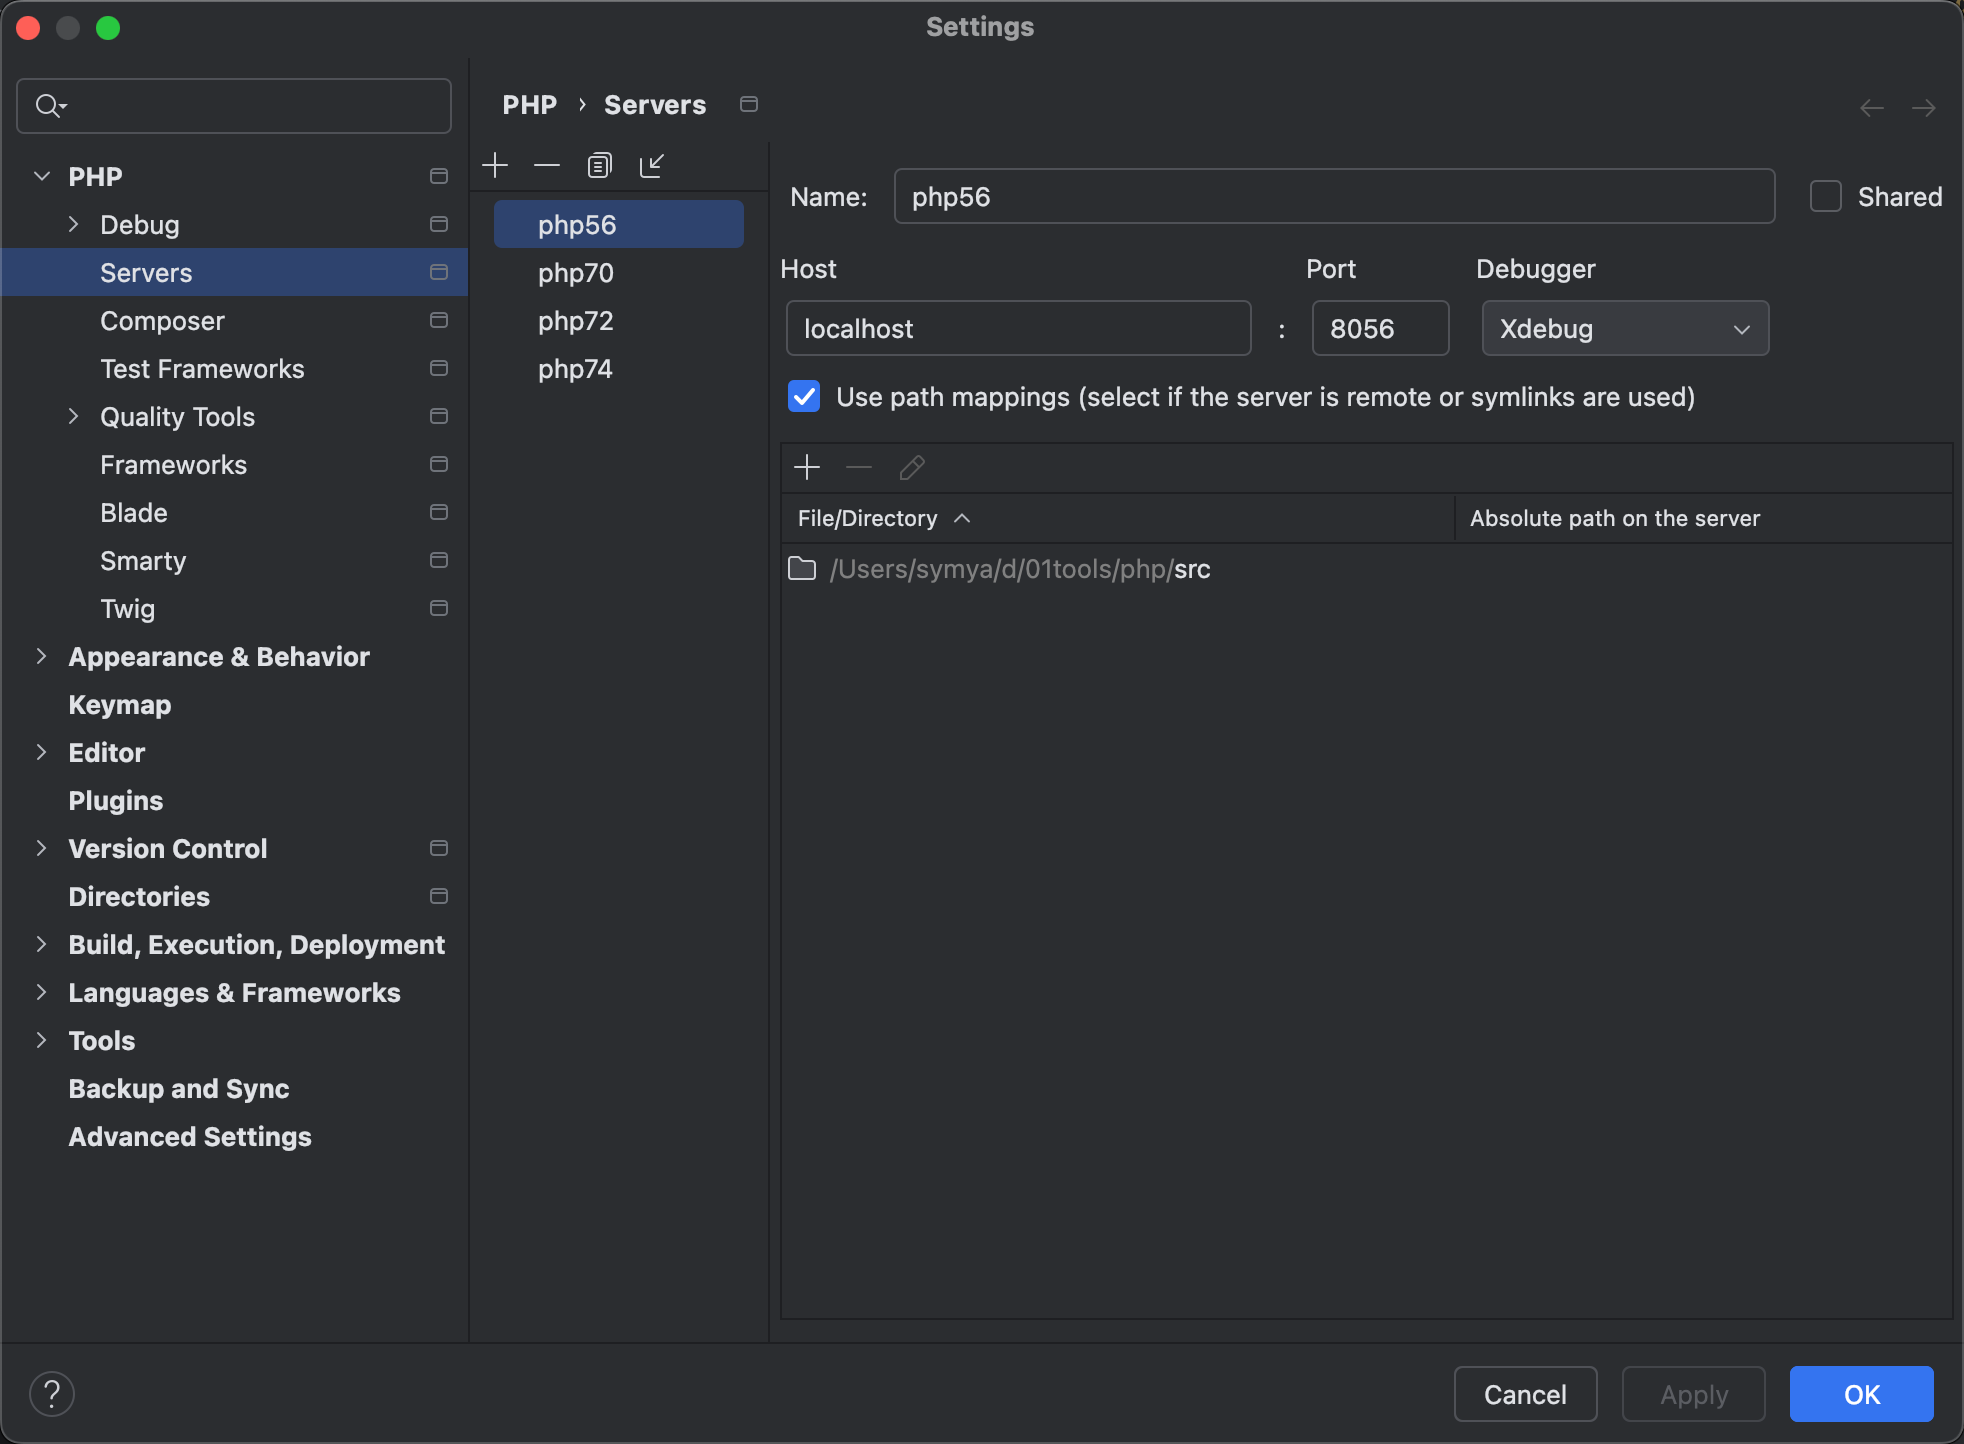 Settings
PHP
Debug
Servers
Composer
Test Frameworks
Quality Tools
Frameworks
Blade
Smarty
Twig
Appearance & Behavior
Keymap
Editor
Plugins
Version Control
Directories
Build, Execution, Deployment
Languages & Frameworks
Tools
Backup and Sync
Advanced Settings
PHP › Servers
php56
php70
php72
php74
Name: php56 Shared
Host Port Debugger
localhost : 8056 Xdebug
Use path mappings (select if the server is remote or symlinks are used)
File/Directory Absolute path on the server
/Users/symya/d/01tools/php/src
? Cancel Apply OK